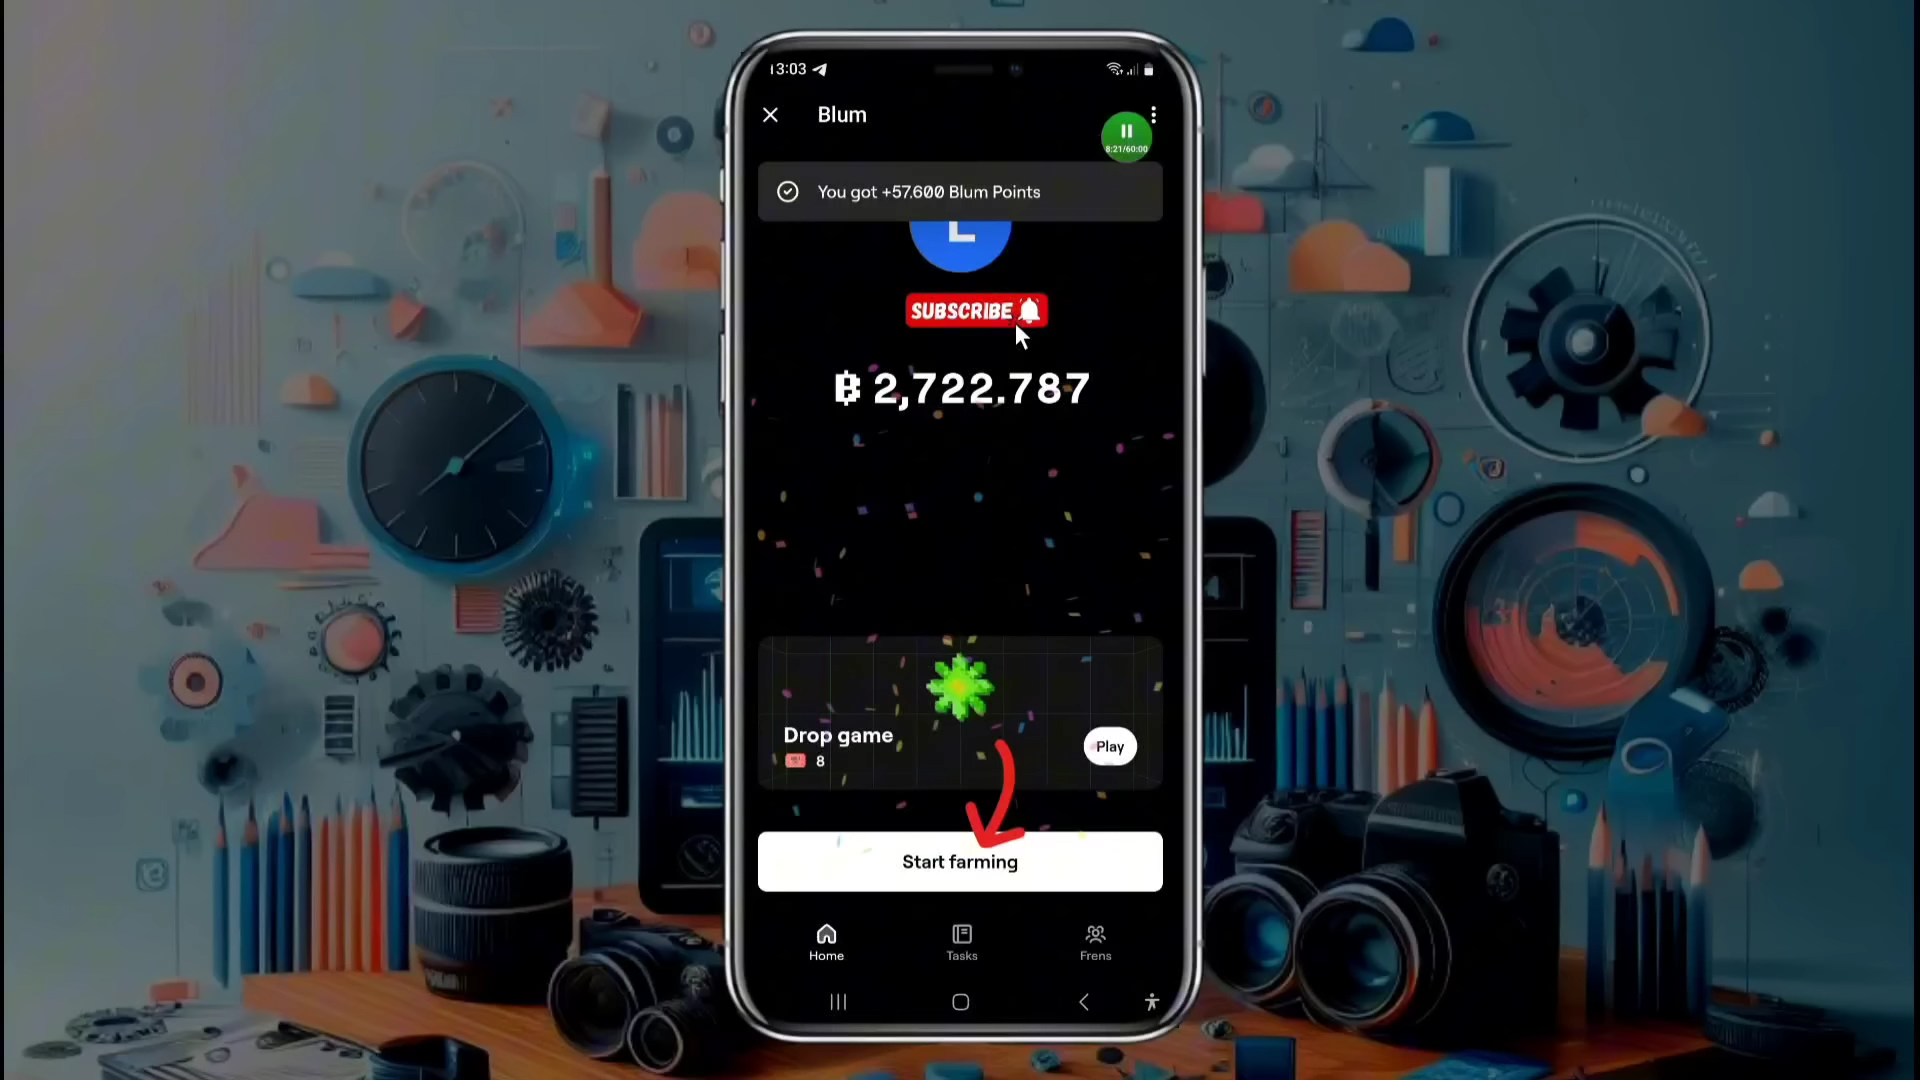 13:03
Blum
8:21/60:00
You got +57.600 Blum Points
L
SUBSCRIBE
2,722.787
Drop game
8
Play
Start farming
Home
Tasks
Frens